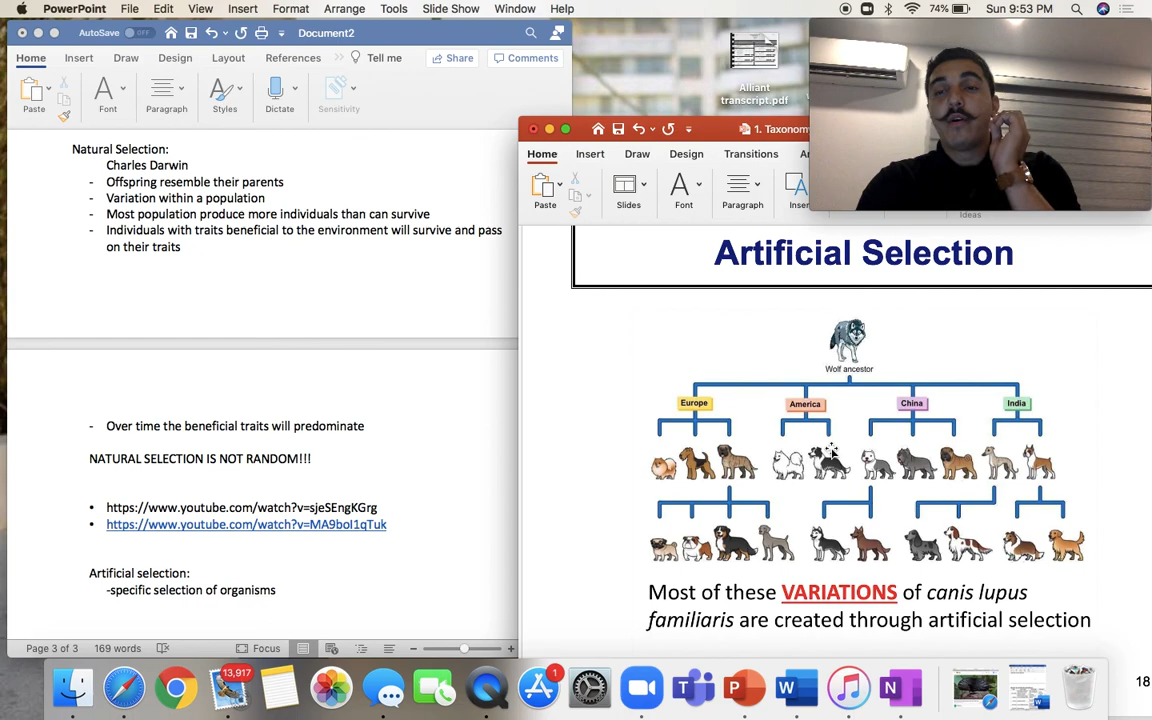 PowerPoint File Edit View Insert Format Arrange Tools Slide Show Window Help 74% Sun 9:53 PM
AutoSave OFF Document2
Home Insert Draw Design Layout References Tell me Share Comments
Paste Font Paragraph Styles Dictate Sensitivity
Natural Selection:
Charles Darwin
- Offspring resemble their parents
- Variation within a population
- Most population produce more individuals than can survive
- Individuals with traits beneficial to the environment will survive and pass
on their traits
- Over time the beneficial traits will predominate
NATURAL SELECTION IS NOT RANDOM!!!
• https://www.youtube.com/watch?v=sjeSEngKGrg
• https://www.youtube.com/watch?v=MA9boI1qTuk
Artificial selection:
-specific selection of organisms
Page 3 of 3 169 words Focus
Alliant
transcript.pdf
1. Taxonomy
Home Insert Draw Design Transitions
Paste Slides Font Paragraph
Ideas
Artificial Selection
Wolf ancestor
Europe America China India
Most of these VARIATIONS of canis lupus
familiaris are created through artificial selection
18
13,917
1